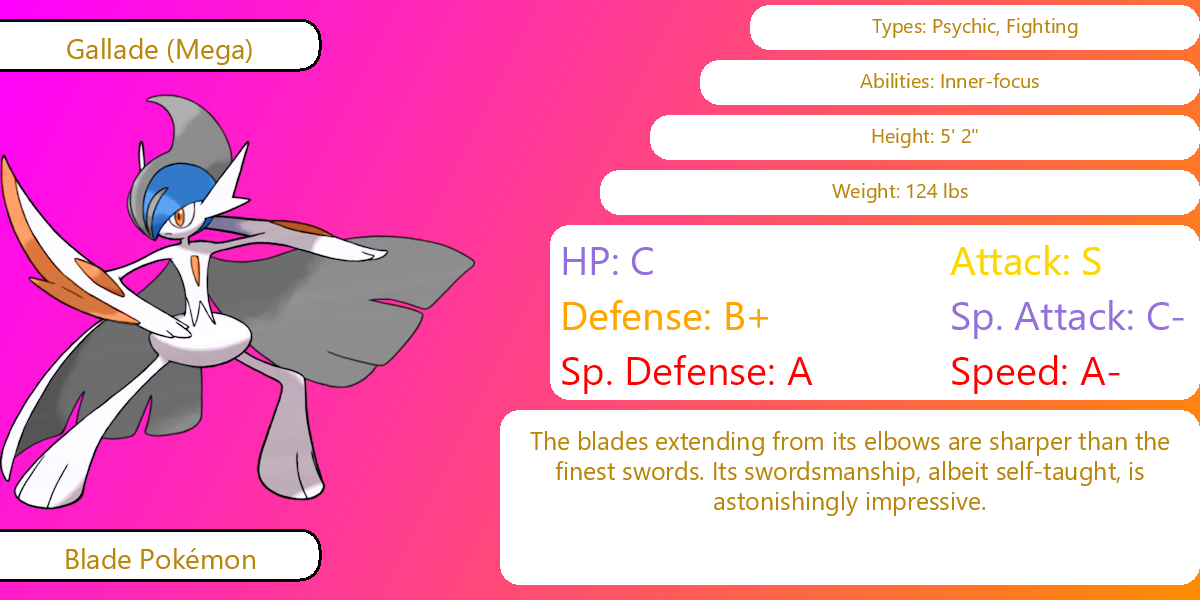 Gallade (Mega)
Types: Psychic, Fighting
Abilities: Inner-focus
Height: 5' 2"
Weight: 124 lbs
HP: C
Attack: S
Defense: B+
Sp. Attack: C-
Sp. Defense: A
Speed: A-
The blades extending from its elbows are sharper than the
finest swords. Its swordsmanship, albeit self-taught, is
astonishingly impressive.
Blade Pokémon